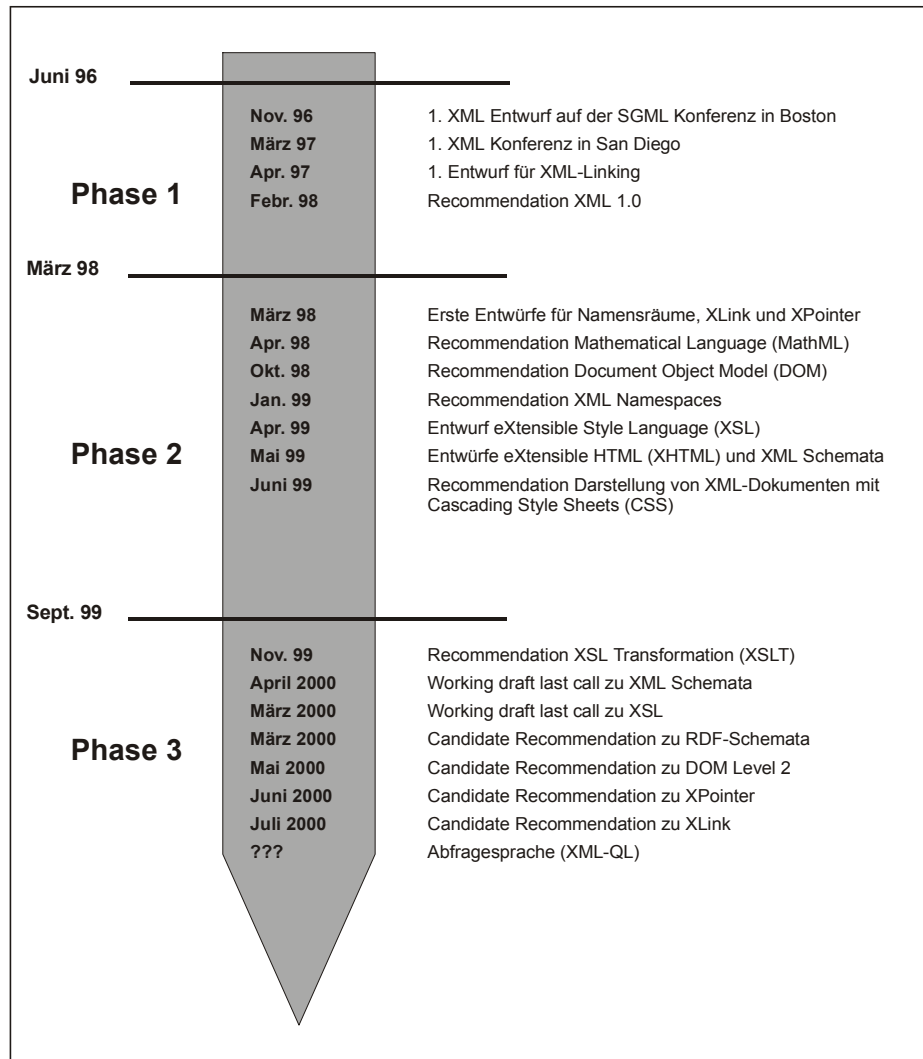 Juni 96
Nov. 96 1. XML Entwurf auf der SGML Konferenz in Boston
März 97 1. XML Konferenz in San Diego
Apr. 97 1. Entwurf für XML-Linking
Phase 1
Febr. 98 Recommendation XML 1.0
März 98
März 98 Erste Entwürfe für Namensräume, XLink und XPointer
Apr. 98 Recommendation Mathematical Language (MathML)
Okt. 98 Recommendation Document Object Model (DOM)
Jan. 99 Recommendation XML Namespaces
Apr. 99 Entwurf eXtensible Style Language (XSL)
Phase 2
Mai 99 Entwürfe eXtensible HTML (XHTML) und XML Schemata
Juni 99 Recommendation Darstellung von XML-Dokumenten mit
Cascading Style Sheets (CSS)
Sept. 99
Nov. 99 Recommendation XSL Transformation (XSLT)
April 2000 Working draft last call zu XML Schemata
März 2000 Working draft last call zu XSL
März 2000 Candidate Recommendation zu RDF-Schemata
Phase 3
Mai 2000 Candidate Recommendation zu DOM Level 2
Juni 2000 Candidate Recommendation zu XPointer
Juli 2000 Candidate Recommendation zu XLink
??? Abfragesprache (XML-QL)